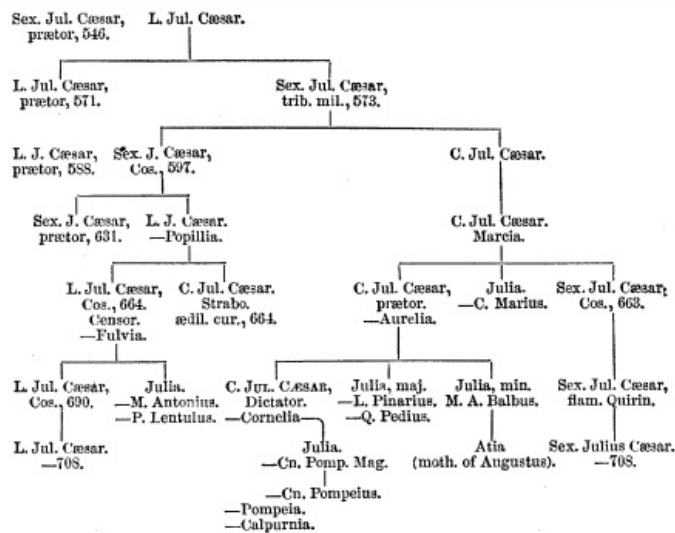 Sex. Jul. Cæsar, L. Jul. Cæsar.
prætor, 546.
L. Jul. Cæsar, Sex. Jul. Cæsar,
prætor, 571. trib. mil., 573.
L. J. Cæsar, Sex. J. Cæsar, C. Jul. Cæsar.
prætor, 588. Cos., 597.
Sex. J. Cæsar, L. J. Cæsar. C. Jul. Cæsar.
prætor, 631. —Popillia. Marcia.
L. Jul. Cæsar, C. Jul. Cæsar. C. Jul. Cæsar, Julia. Sex. Jul. Cæsar,
Cos., 664. Strabo. prætor. —C. Marius. Cos., 663.
Censor. ædil. cur., 664. —Aurelia.
—Fulvia.
L. Jul. Cæsar, Julia. C. JUL. CÆSAR, Julia, maj. Julia, min. Sex. Jul. Cæsar,
Cos., 690. —M. Antonius. Dictator. —L. Pinarius. M. A. Balbus. flam. Quirin.
—P. Lentulus. —Cornelia —Q. Pedius.
L. Jul. Cæsar. Julia. Atia Sex. Julius Cæsar.
—708. —Cn. Pomp. Mag. (moth. of Augustus). —708.
—Cn. Pompeius.
—Pompeia.
—Calpurnia.